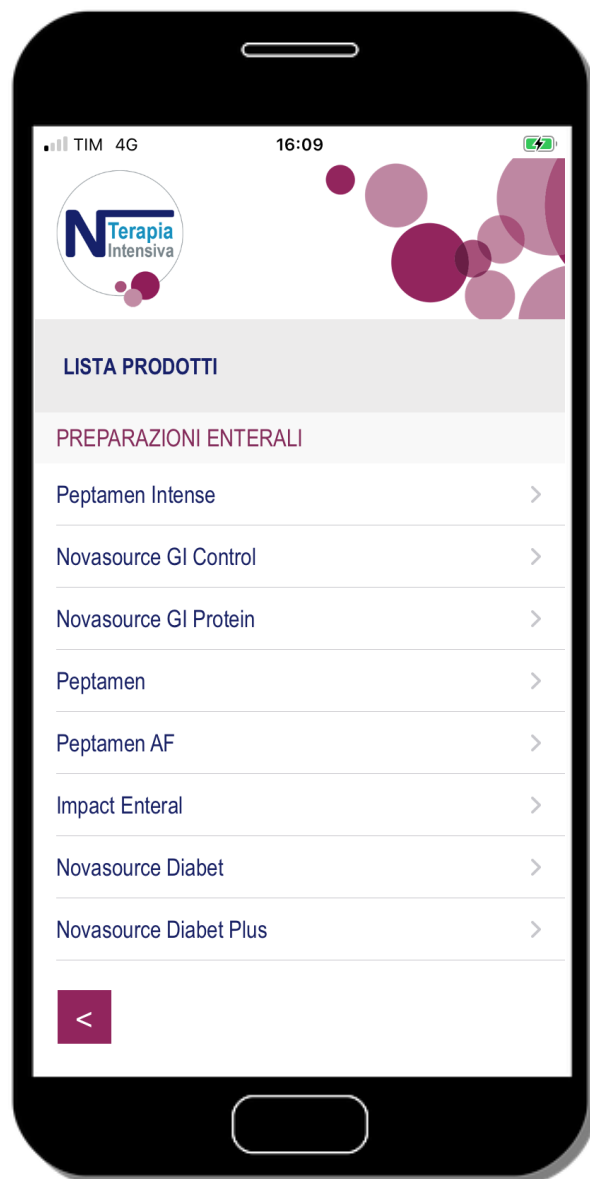 TIM 4G 16:09
N Terapia
Intensiva
LISTA PRODOTTI
PREPARAZIONI ENTERALI
Peptamen Intense
Novasource GI Control
Novasource GI Protein
Peptamen
Peptamen AF
Impact Enteral
Novasource Diabet
Novasource Diabet Plus
<